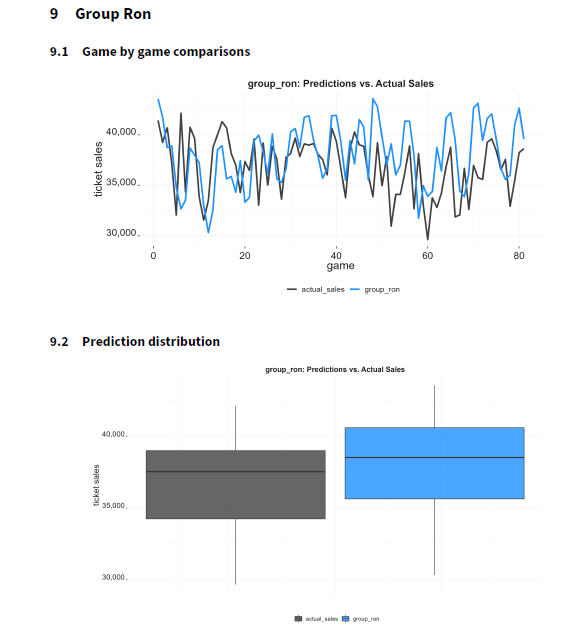 9 Group Ron
9.1 Game by game comparisons
group_ron: Predictions vs. Actual Sales
ticket sales
40,000
35,000
30,000
0 20 40 60 80
game
actual_sales group_ron
9.2 Prediction distribution
group_ron: Predictions vs. Actual Sales
ticket sales
40,000
35,000
30,000
actual_sales group_ron